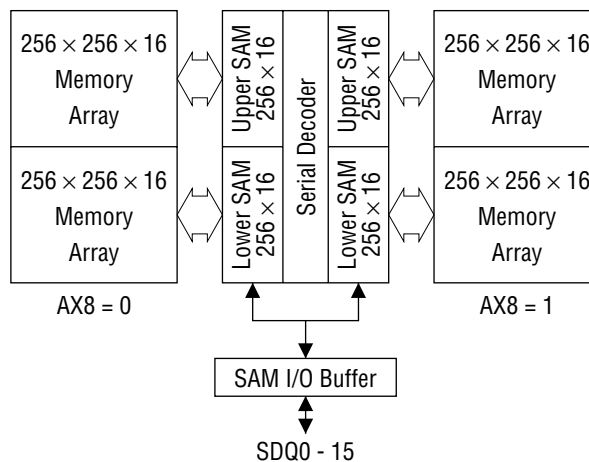 256 × 256 × 16
Memory
Array
256 × 256 × 16
Memory
Array
AX8 = 0
Upper SAM
256 × 16
Lower SAM
256 × 16
Serial Decoder
Upper SAM
256 × 16
Lower SAM
256 × 16
256 × 256 × 16
Memory
Array
256 × 256 × 16
Memory
Array
AX8 = 1
SAM I/O Buffer
SDQ0 - 15